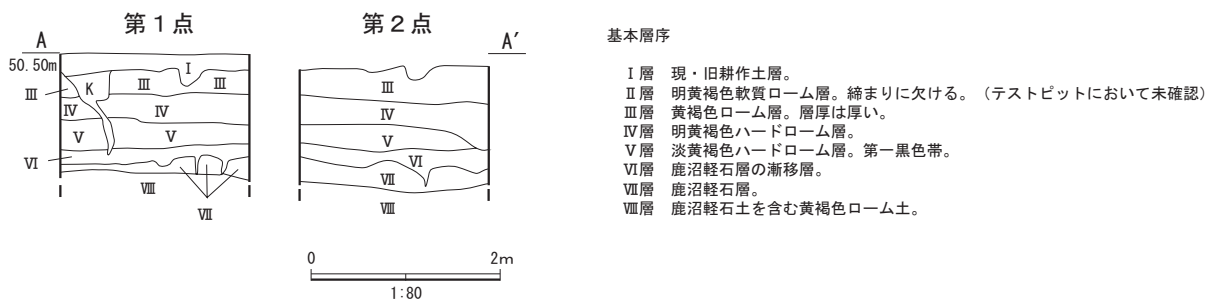 第1点
第2点
A
A′
50.50m
Ⅰ
K
Ⅲ
Ⅲ
Ⅲ
Ⅲ
Ⅳ
Ⅳ
Ⅳ
Ⅴ
Ⅴ
Ⅴ
Ⅵ
Ⅵ
Ⅶ
Ⅷ
Ⅷ
Ⅶ
0
2m
1:80
基本層序
Ⅰ層 現・旧耕作土層。
Ⅱ層 明黄褐色軟質ローム層。締まりに欠ける。（テストピットにおいて未確認）
Ⅲ層 黄褐色ローム層。層厚は厚い。
Ⅳ層 明黄褐色ハードローム層。
Ⅴ層 淡黄褐色ハードローム層。第一黒色帯。
Ⅵ層 鹿沼軽石層の漸移層。
Ⅶ層 鹿沼軽石層。
Ⅷ層 鹿沼軽石土を含む黄褐色ローム土。